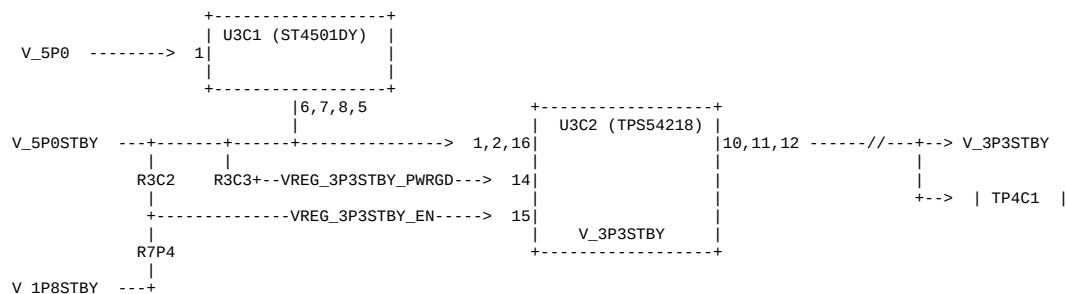 U3C1 (ST4501DY)
V_5P0 --------> 1
6,7,8,5
U3C2 (TPS54218)
V_5P0STBY ---+-------+------+---------------> 1,2,16 10,11,12 ------//---+--> V_3P3STBY
R3C2 R3C3+--VREG_3P3STBY_PWRGD---> 14
+--> | TP4C1 |
+--------------VREG_3P3STBY_EN-----> 15
V_3P3STBY
R7P4
V_1P8STBY ---+